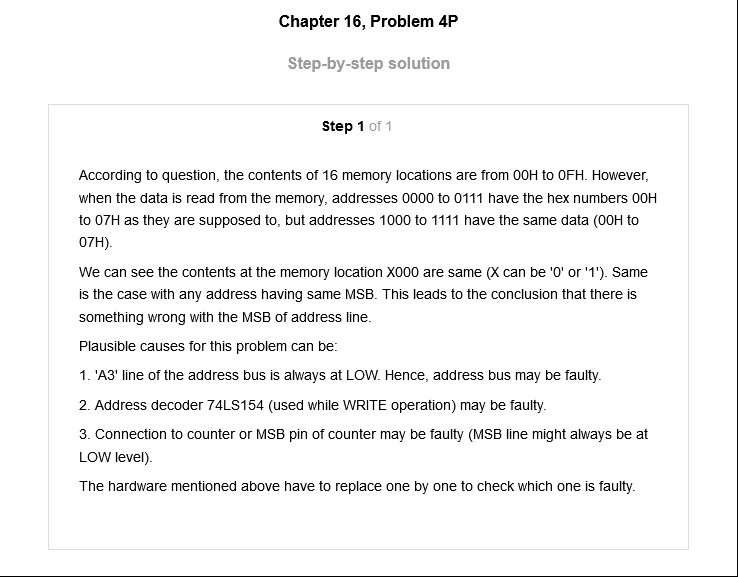 Chapter 16, Problem 4P
Step-by-step solution
Step 1 of 1
According to question, the contents of 16 memory locations are from 00H to 0FH. However,
when the data is read from the memory, addresses 0000 to 0111 have the hex numbers 00H
to 07H as they are supposed to, but addresses 1000 to 1111 have the same data (00H to
07H).
We can see the contents at the memory location X000 are same (X can be '0' or '1'). Same
is the case with any address having same MSB. This leads to the conclusion that there is
something wrong with the MSB of address line.
Plausible causes for this problem can be:
1. 'A3' line of the address bus is always at LOW. Hence, address bus may be faulty.
2. Address decoder 74LS154 (used while WRITE operation) may be faulty.
3. Connection to counter or MSB pin of counter may be faulty (MSB line might always be at
LOW level).
The hardware mentioned above have to replace one by one to check which one is faulty.